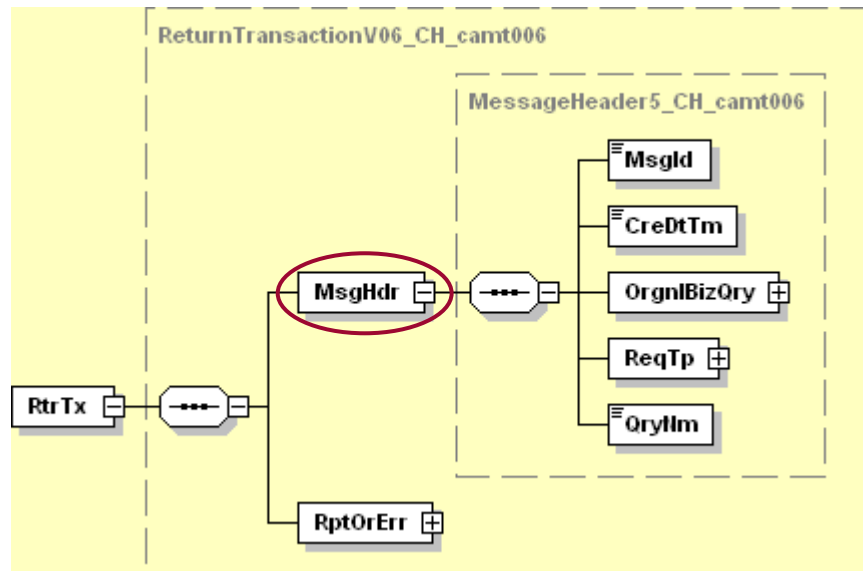 ReturnTransactionV06_CH_camt006
MessageHeader5_CH_camt006
MsgId
CreDtTm
MsgHdr
OrgnlBizQry
ReqTp
RtrTx
QryNm
RptOrErr